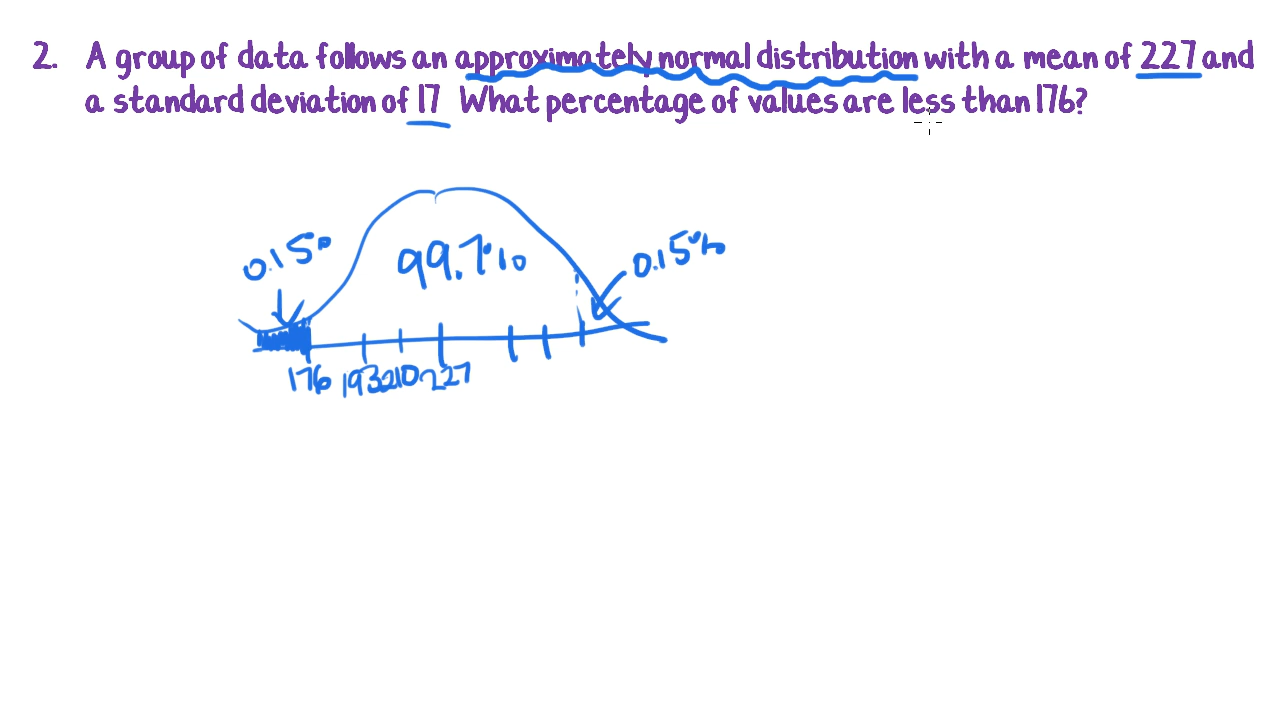 2. A group of data follows an approximately normal distribution with a mean of 227 and
a standard deviation of 17 What percentage of values are less than 176?
0.15%
99.7%
0.15%
176 193 210 227